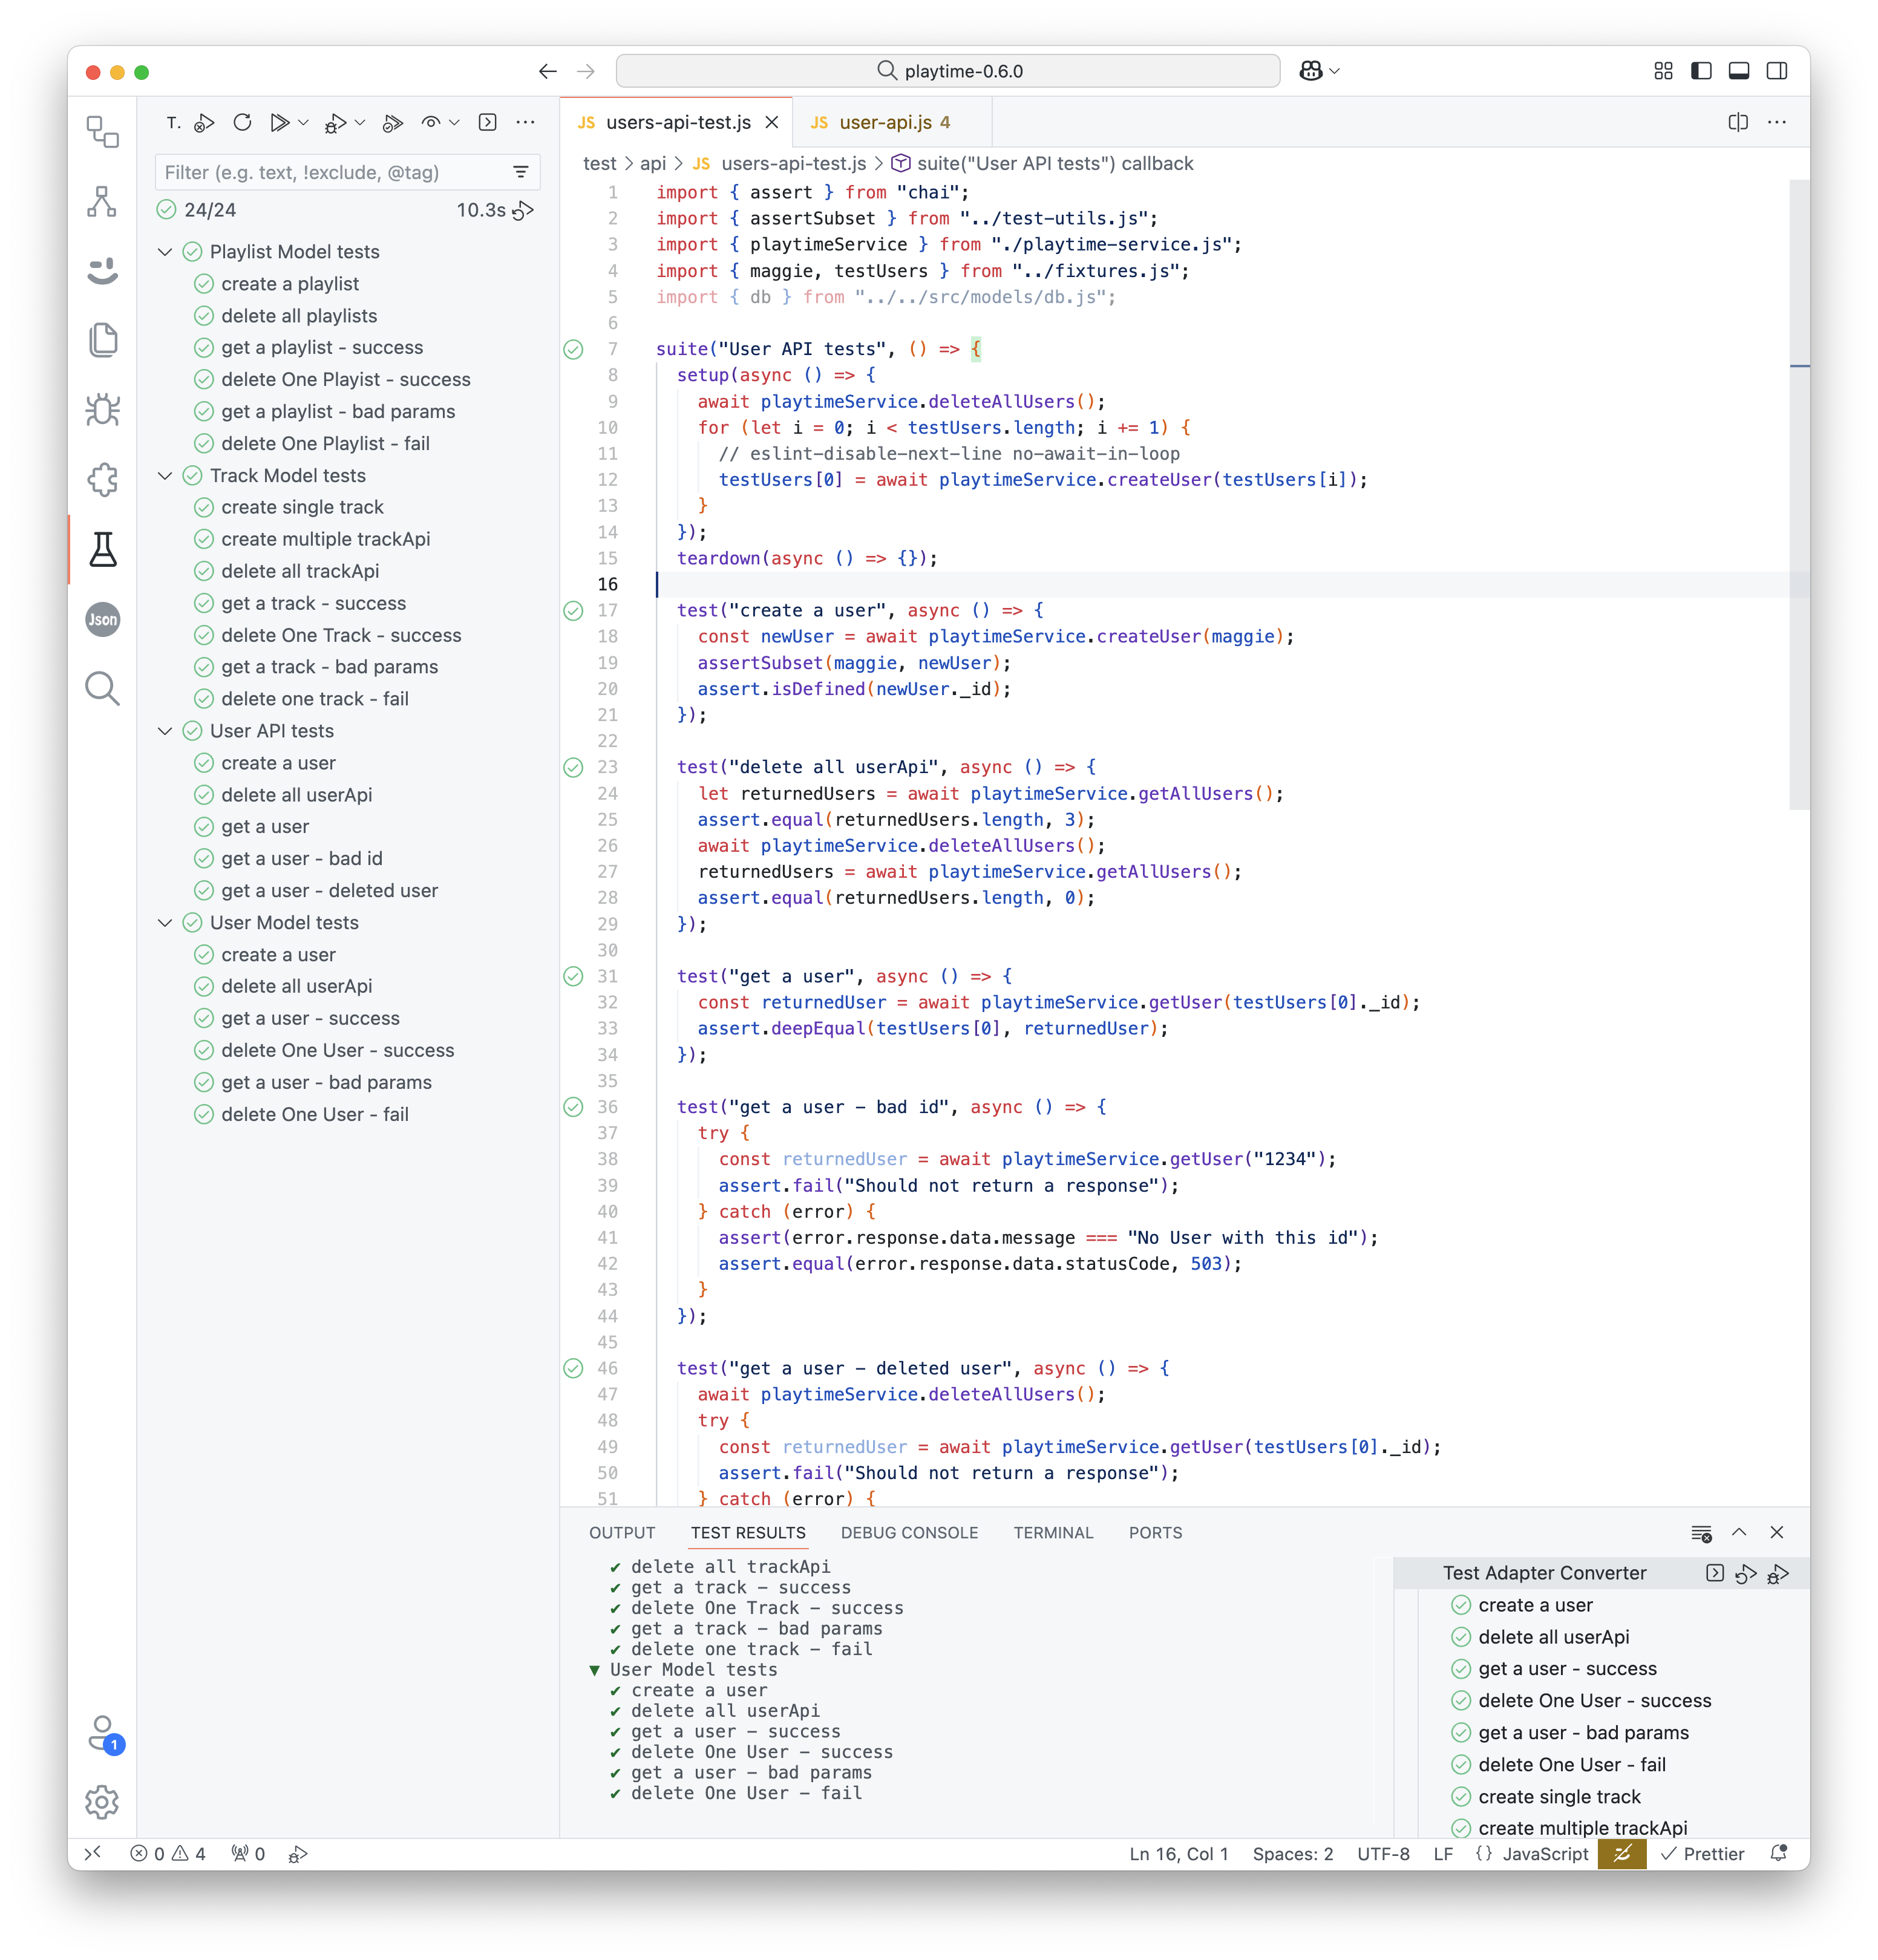 playtime-0.6.0
T.
Filter (e.g. text, !exclude, @tag)
24/24 10.3s
Playlist Model tests
create a playlist
delete all playlists
get a playlist - success
delete One Playist - success
get a playlist - bad params
delete One Playlist - fail
Track Model tests
create single track
create multiple trackApi
delete all trackApi
get a track - success
delete One Track - success
get a track - bad params
delete one track - fail
User API tests
create a user
delete all userApi
get a user
get a user - bad id
get a user - deleted user
User Model tests
create a user
delete all userApi
get a user - success
delete One User - success
get a user - bad params
delete One User - fail
Json
1
JS users-api-test.js
JS user-api.js 4
test > api > JS users-api-test.js > suite("User API tests") callback
1 import { assert } from "chai";
2 import { assertSubset } from "../test-utils.js";
3 import { playtimeService } from "./playtime-service.js";
4 import { maggie, testUsers } from "../fixtures.js";
5 import { db } from "../../src/models/db.js";
6
7 suite("User API tests", () => {
8 setup(async () => {
9 await playtimeService.deleteAllUsers();
10 for (let i = 0; i < testUsers.length; i += 1) {
11 // eslint-disable-next-line no-await-in-loop
12 testUsers[0] = await playtimeService.createUser(testUsers[i]);
13 }
14 });
15 teardown(async () => {});
16
17 test("create a user", async () => {
18 const newUser = await playtimeService.createUser(maggie);
19 assertSubset(maggie, newUser);
20 assert.isDefined(newUser._id);
21 });
22
23 test("delete all userApi", async () => {
24 let returnedUsers = await playtimeService.getAllUsers();
25 assert.equal(returnedUsers.length, 3);
26 await playtimeService.deleteAllUsers();
27 returnedUsers = await playtimeService.getAllUsers();
28 assert.equal(returnedUsers.length, 0);
29 });
30
31 test("get a user", async () => {
32 const returnedUser = await playtimeService.getUser(testUsers[0]._id);
33 assert.deepEqual(testUsers[0], returnedUser);
34 });
35
36 test("get a user - bad id", async () => {
37 try {
38 const returnedUser = await playtimeService.getUser("1234");
39 assert.fail("Should not return a response");
40 } catch (error) {
41 assert(error.response.data.message === "No User with this id");
42 assert.equal(error.response.data.statusCode, 503);
43 }
44 });
45
46 test("get a user - deleted user", async () => {
47 await playtimeService.deleteAllUsers();
48 try {
49 const returnedUser = await playtimeService.getUser(testUsers[0]._id);
50 assert.fail("Should not return a response");
51 } catch (error) {
OUTPUT TEST RESULTS DEBUG CONSOLE TERMINAL PORTS
✔ delete all trackApi
✔ get a track - success
✔ delete One Track - success
✔ get a track - bad params
✔ delete one track - fail
▼ User Model tests
✔ create a user
✔ delete all userApi
✔ get a user - success
✔ delete One User - success
✔ get a user - bad params
✔ delete One User - fail
Test Adapter Converter
create a user
delete all userApi
get a user - success
delete One User - success
get a user - bad params
delete One User - fail
create single track
create multiple trackApi
0 4 0 Ln 16, Col 1 Spaces: 2 UTF-8 LF {} JavaScript Prettier